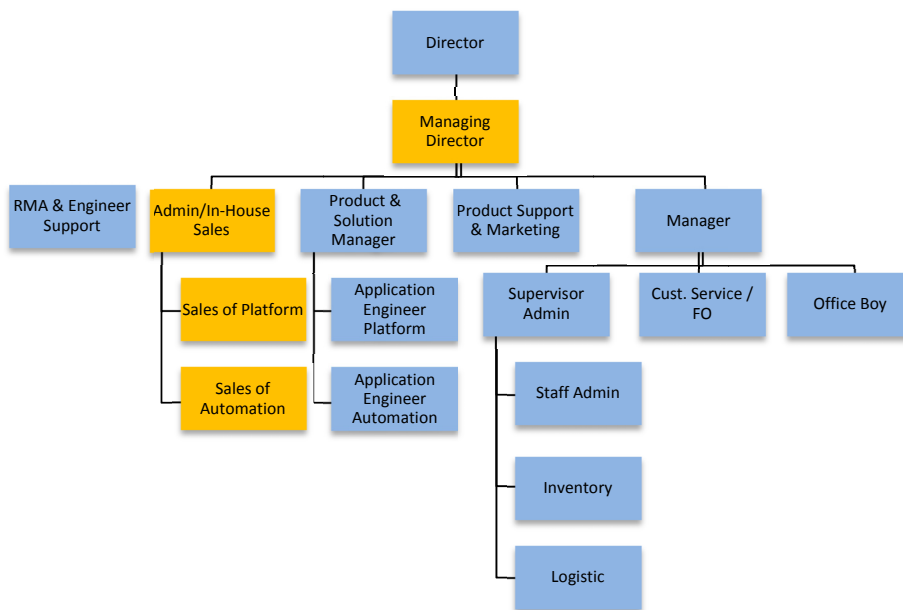 Director
Managing
Director
RMA & Engineer
Support
Admin/In-House
Sales
Product &
Solution
Manager
Product Support
& Marketing
Manager
Sales of Platform
Application
Engineer
Platform
Supervisor
Admin
Cust. Service /
FO
Office Boy
Sales of
Automation
Application
Engineer
Automation
Staff Admin
Inventory
Logistic